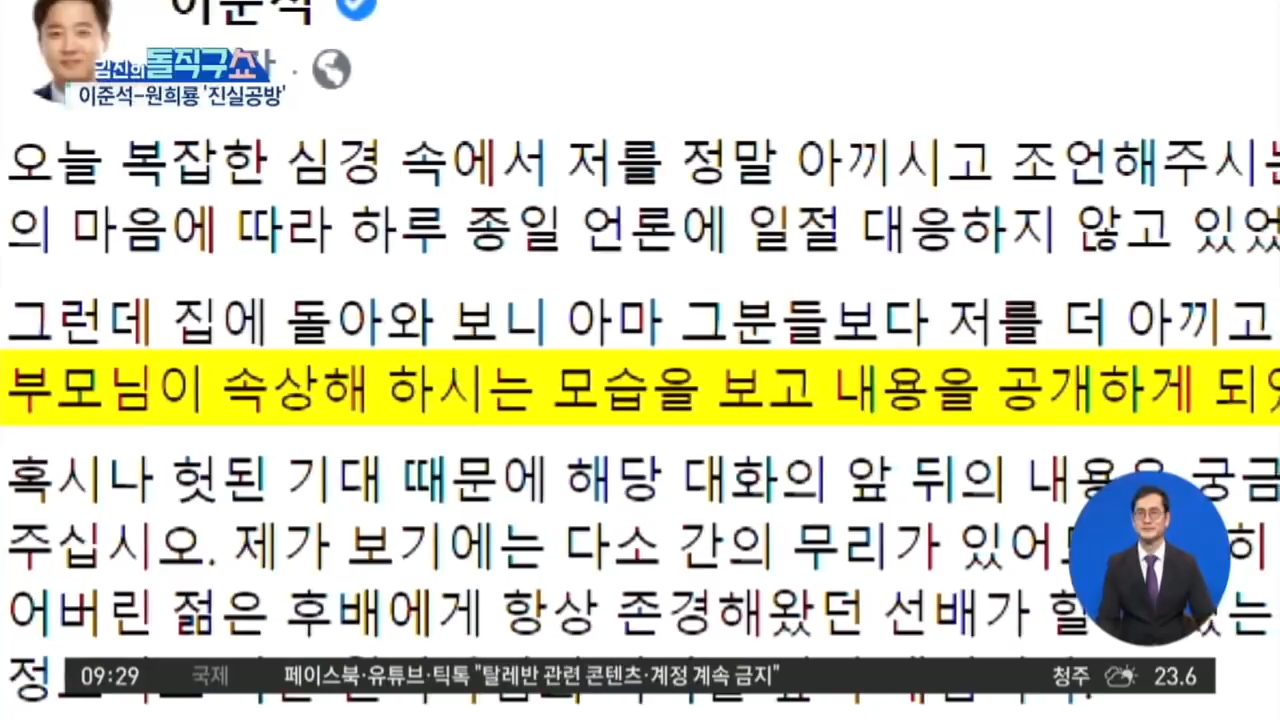 이준석
김진의 돌직구쇼
이준석-원희룡 '진실공방'
오늘 복잡한 심경 속에서 저를 정말 아끼시고 조언해주시는
의 마음에 따라 하루 종일 언론에 일절 대응하지 않고 있었
그런데 집에 돌아와 보니 아마 그분들보다 저를 더 아끼고
부모님이 속상해 하시는 모습을 보고 내용을 공개하게 되었
혹시나 헛된 기대 때문에 해당 대화의 앞 뒤의 내용은 궁금
주십시오. 제가 보기에는 다소 간의 무리가 있어 히
어버린 젊은 후배에게 항상 존경해왔던 선배가 할 있는
정
09:29 국제 페이스북·유튜브·틱톡 "탈레반 관련 콘텐츠·계정 계속 금지" 청주 23.6